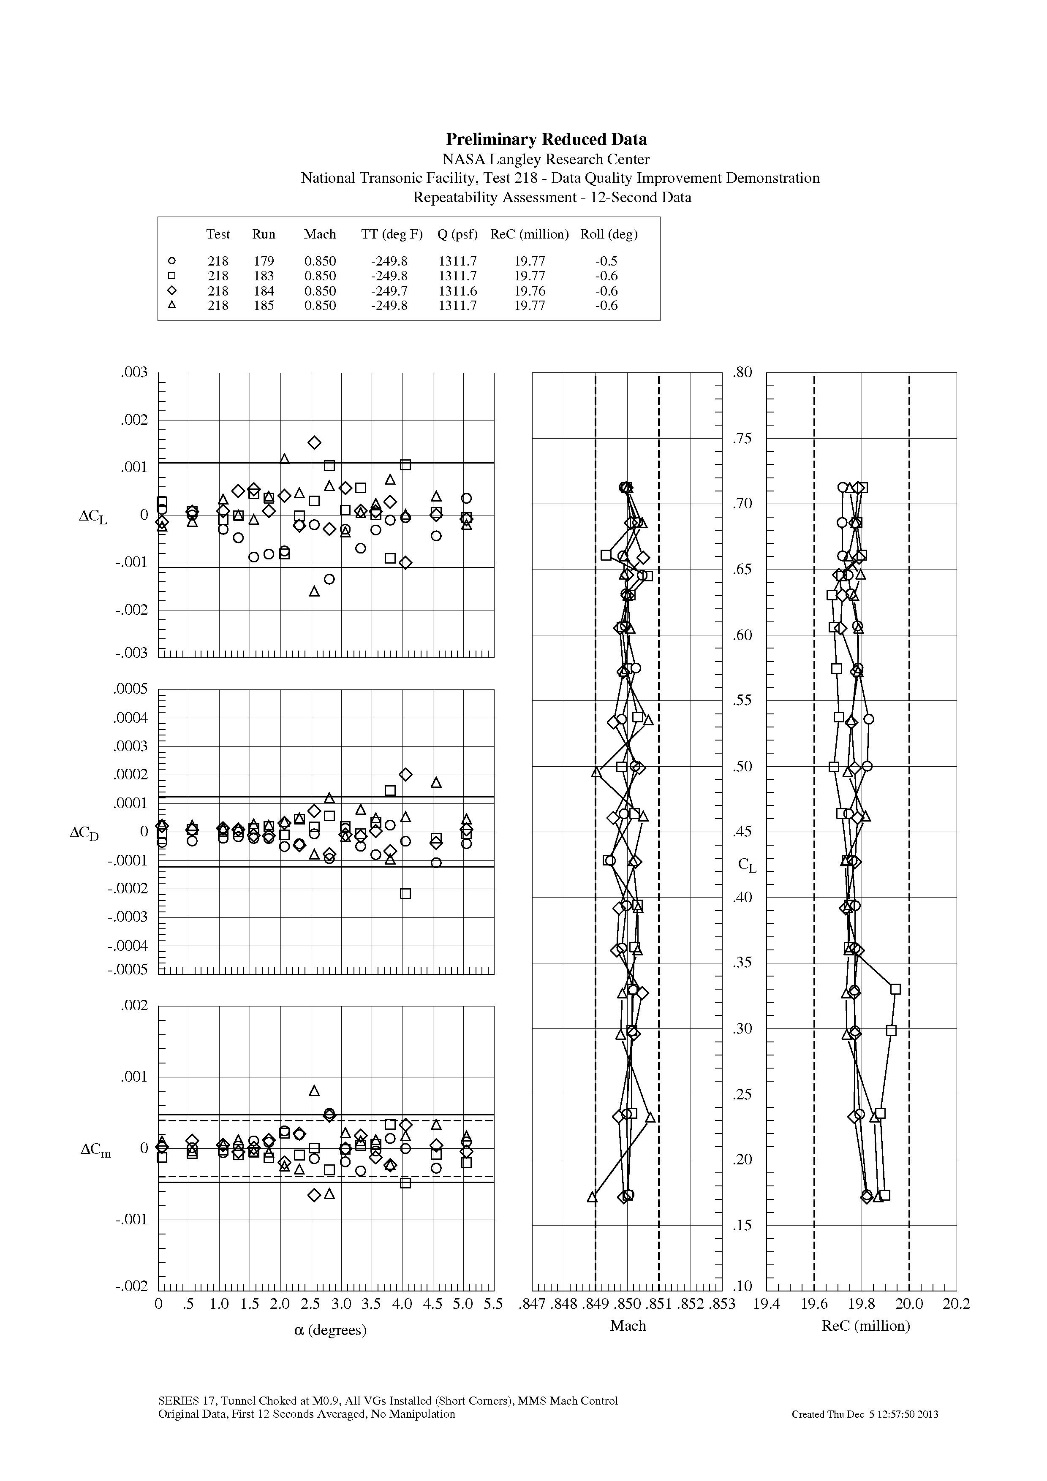 Preliminary Reduced Data
NASA Langley Research Center
National Transonic Facility, Test 218 - Data Quality Improvement Demonstration
Repeatability Assessment - 12-Second Data
Test Run Mach TT (deg F) Q (psf) ReC (million) Roll (deg)
218 179 0.850 -249.8 1311.7 19.77 -0.5
218 183 0.850 -249.8 1311.7 19.77 -0.6
218 184 0.850 -249.7 1311.6 19.76 -0.6
218 185 0.850 -249.8 1311.7 19.77 -0.6
.003
.002
.001
ΔCL 0
-.001
-.002
-.003
.0005
.0004
.0003
.0002
.0001
ΔCD 0
-.0001
-.0002
-.0003
-.0004
-.0005
.002
.001
ΔCm 0
-.001
-.002
0 .5 1.0 1.5 2.0 2.5 3.0 3.5 4.0 4.5 5.0 5.5
α (degrees)
.80
.75
.70
.65
.60
.55
.50
.45
CL
.40
.35
.30
.25
.20
.15
.10
.847 .848 .849 .850 .851 .852 .853
Mach
19.4 19.6 19.8 20.0 20.2
ReC (million)
SERIES 17, Tunnel Choked at M0.9, All VGs Installed (Short Corners), MMS Mach Control
Original Data, First 12 Seconds Averaged, No Manipulation
Created Thu Dec 5 12:57:50 2013